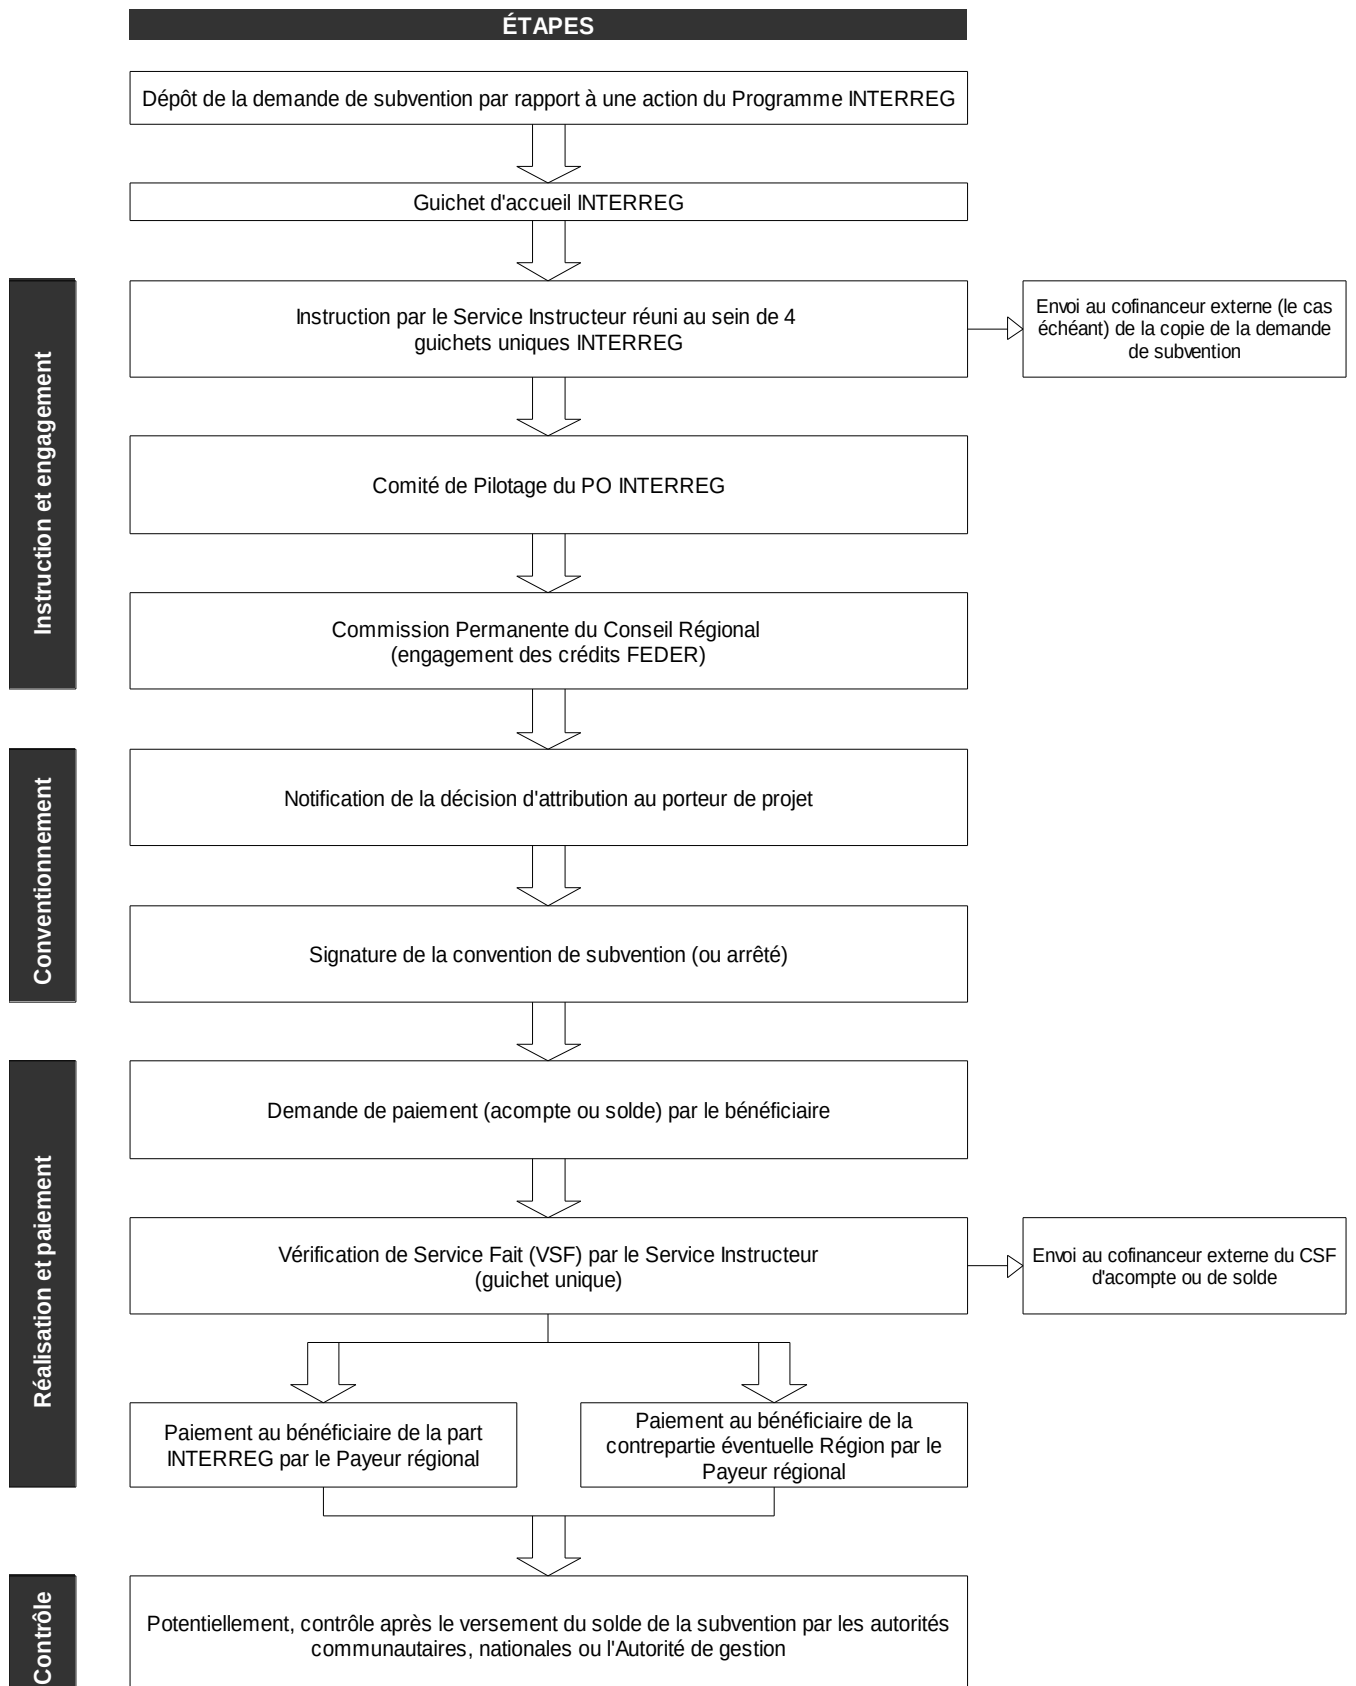 ÉTAPES
Dépôt de la demande de subvention par rapport à une action du Programme INTERREG
Guichet d'accueil INTERREG
Instruction et engagement
Instruction par le Service Instructeur réuni au sein de 4
guichets uniques INTERREG
Envoi au cofinanceur externe (le cas
échéant) de la copie de la demande
de subvention
Comité de Pilotage du PO INTERREG
Commission Permanente du Conseil Régional
(engagement des crédits FEDER)
Conventionnement
Notification de la décision d'attribution au porteur de projet
Signature de la convention de subvention (ou arrêté)
Réalisation et paiement
Demande de paiement (acompte ou solde) par le bénéficiaire
Vérification de Service Fait (VSF) par le Service Instructeur
(guichet unique)
Envoi au cofinanceur externe du CSF
d'acompte ou de solde
Paiement au bénéficiaire de la part
INTERREG par le Payeur régional
Paiement au bénéficiaire de la
contrepartie éventuelle Région par le
Payeur régional
Contrôle
Potentiellement, contrôle après le versement du solde de la subvention par les autorités
communautaires, nationales ou l'Autorité de gestion